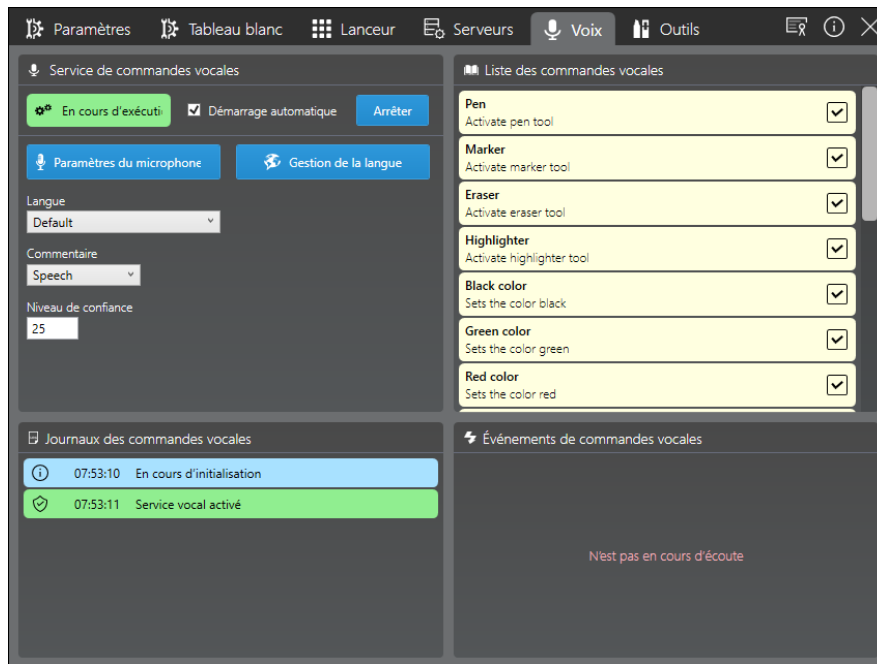 Paramètres
Tableau blanc
Lanceur
Serveurs
Voix
Outils
Service de commandes vocales
En cours d'exécuti
Démarrage automatique
Arrêter
Paramètres du microphone
Gestion de la langue
Langue
Default
Commentaire
Speech
Niveau de confiance
25
Liste des commandes vocales
Pen
Activate pen tool
Marker
Activate marker tool
Eraser
Activate eraser tool
Highlighter
Activate highlighter tool
Black color
Sets the color black
Green color
Sets the color green
Red color
Sets the color red
Journaux des commandes vocales
07:53:10 En cours d'initialisation
07:53:11 Service vocal activé
Événements de commandes vocales
N'est pas en cours d'écoute